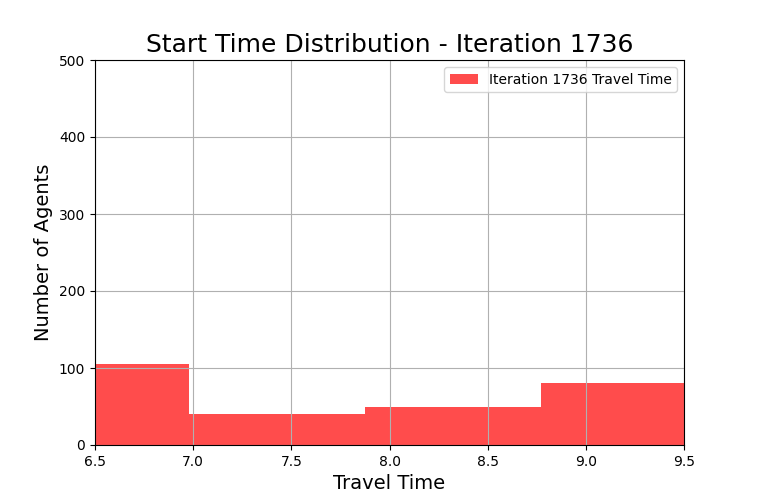 Start Time Distribution - Iteration 1736
500
Iteration 1736 Travel Time
400
300
200
100
0
Number of Agents
6.5 7.0 7.5 8.0 8.5 9.0 9.5
Travel Time